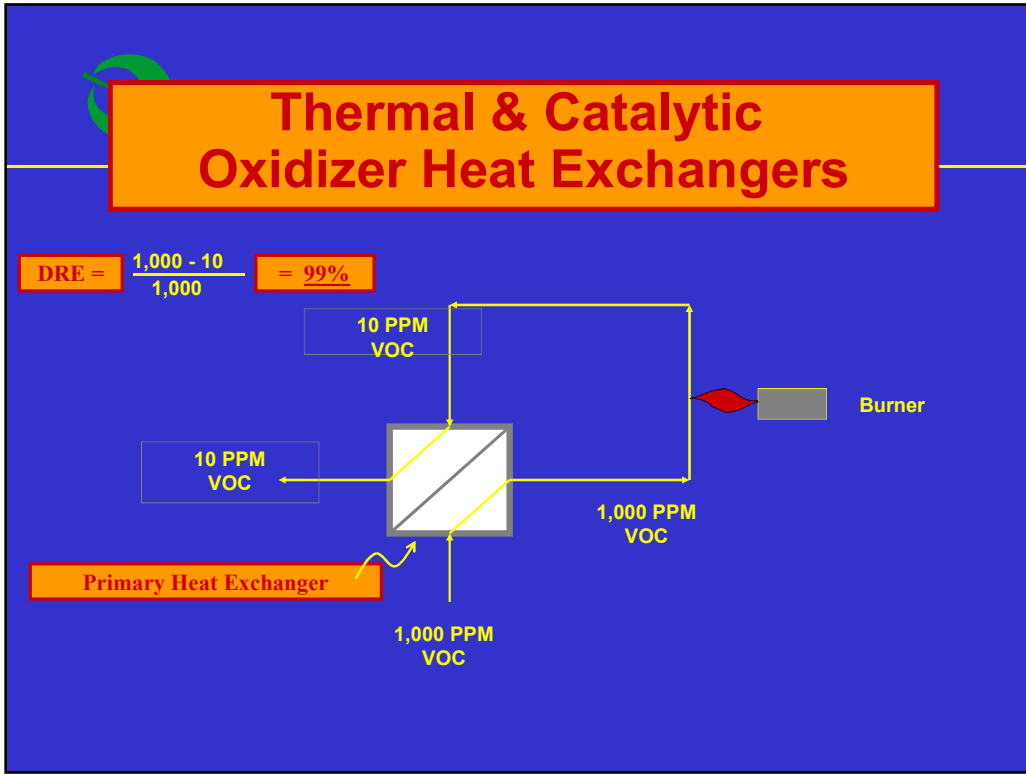 Thermal & Catalytic
Oxidizer Heat Exchangers
DRE =
1,000 - 10
1,000
= 99%
10 PPM
VOC
Burner
10 PPM
VOC
1,000 PPM
VOC
Primary Heat Exchanger
1,000 PPM
VOC